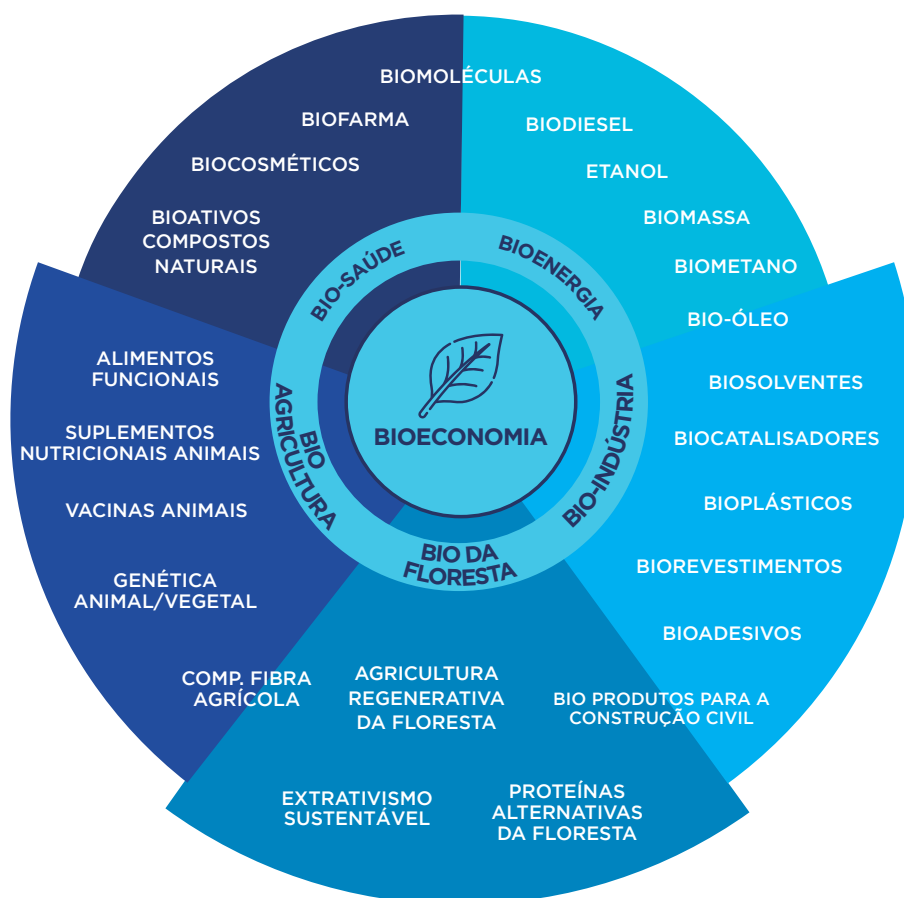 BIOMOLÉCULAS
BIOFARMA
BIOCOSMÉTICOS
BIOATIVOS
COMPOSTOS
NATURAIS
BIODIESEL
ETANOL
BIOMASSA
BIOMETANO
BIO-ÓLEO
BIO-SAÚDE
BIOENERGIA
BIOECONOMIA
BIO
AGRICULTURA
BIO-INDÚSTRIA
BIO DA
FLORESTA
ALIMENTOS
FUNCIONAIS
SUPLEMENTOS
NUTRICIONAIS ANIMAIS
VACINAS ANIMAIS
GENÉTICA
ANIMAL/VEGETAL
COMP. FIBRA
AGRÍCOLA
BIOSOLVENTES
BIOCATALISADORES
BIOPLÁSTICOS
BIOREVESTIMENTOS
BIOADESIVOS
BIO PRODUTOS PARA A
CONSTRUÇÃO CIVIL
AGRICULTURA
REGENERATIVA
DA FLORESTA
EXTRATIVISMO
SUSTENTÁVEL
PROTEÍNAS
ALTERNATIVAS
DA FLORESTA